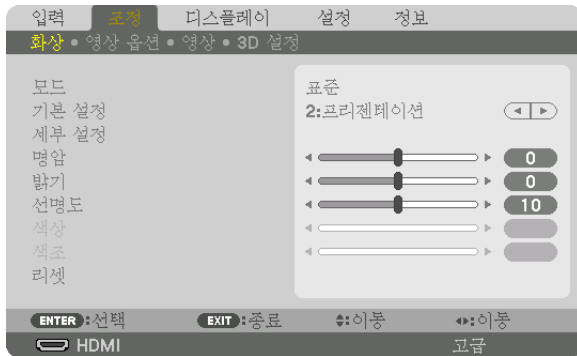 입력 조정 디스플레이 설정 정보
화상 • 영상 옵션 • 영상 • 3D 설정
모드 표준
기본 설정 2:프리젠테이션
세부 설정
명암 0
밝기 0
선명도 10
색상
색조
리셋
ENTER :선택 EXIT :종료 :이동 :이동
HDMI 고급